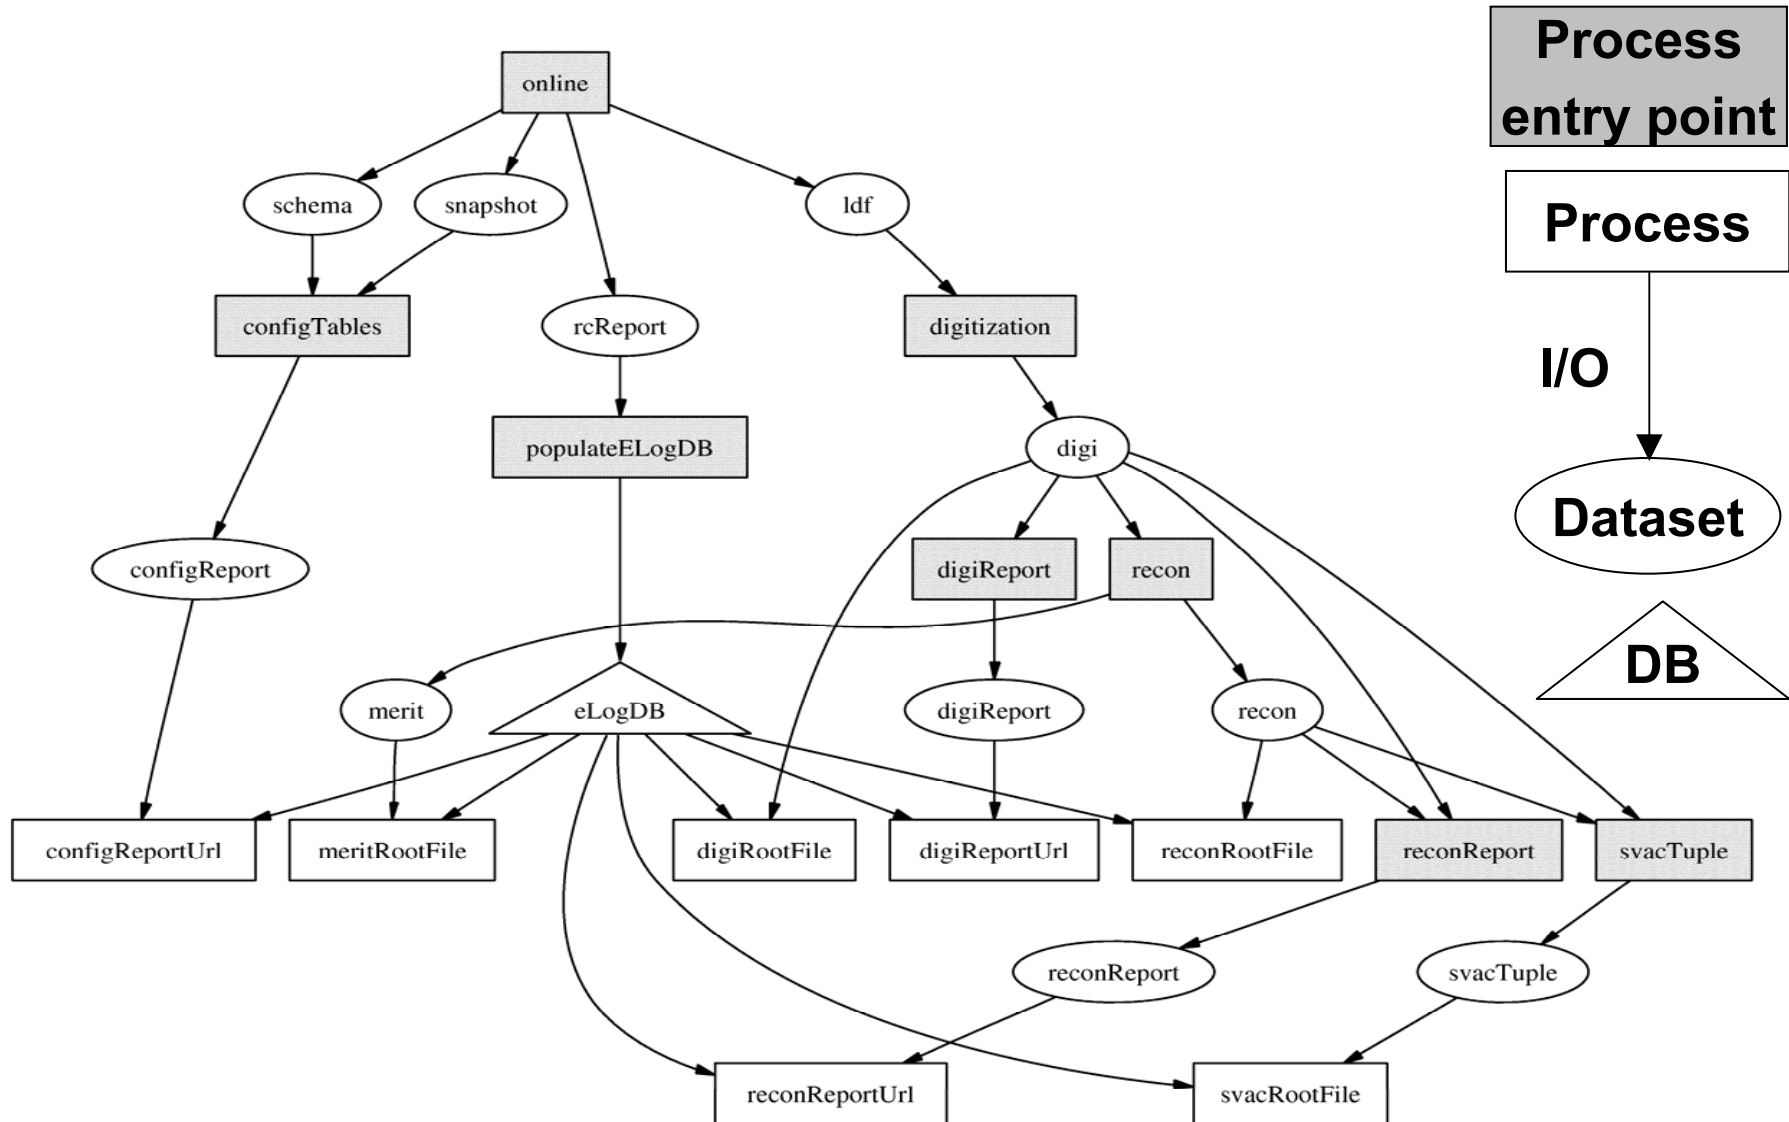 Process
entry point
online
schema
snapshot
ldf
Process
configTables
rcReport
digitization
I/O
populateELogDB
digi
Dataset
configReport
digiReport
recon
DB
merit
eLogDB
digiReport
recon
configReportUrl
meritRootFile
digiRootFile
digiReportUrl
reconRootFile
reconReport
svacTuple
reconReport
svacTuple
reconReportUrl
svacRootFile